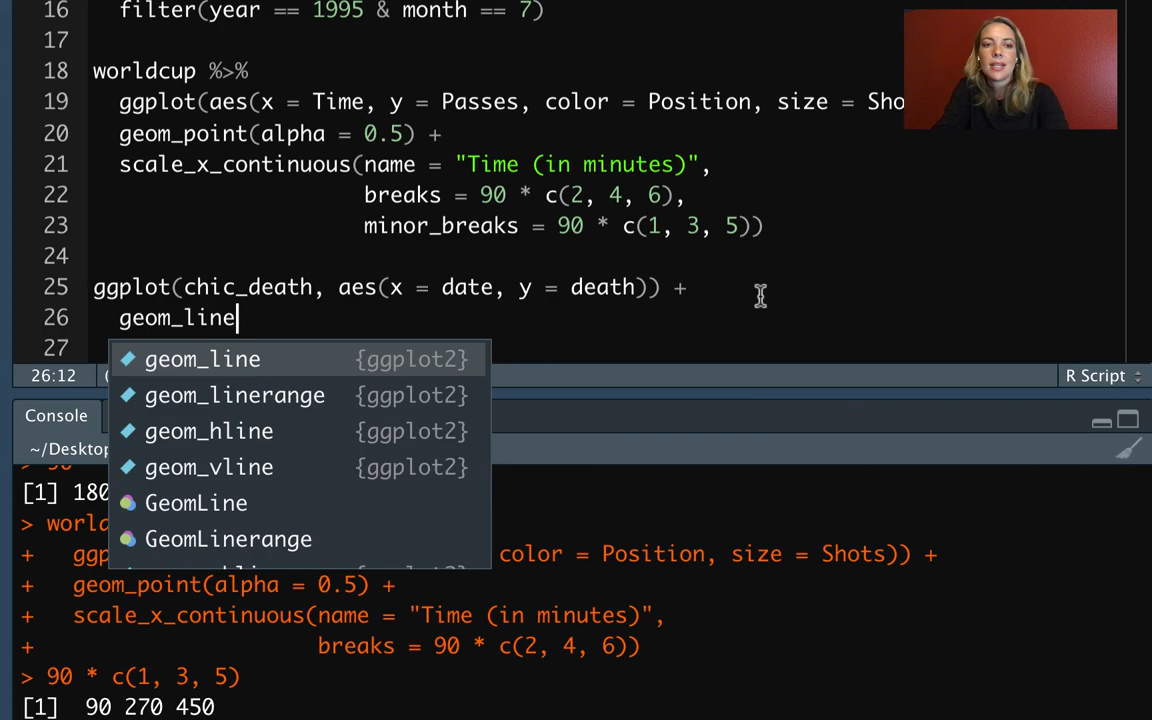 16 filter(year == 1995 & month == 7)
17
18 worldcup %>%
19 ggplot(aes(x = Time, y = Passes, color = Position, size = Sho
20 geom_point(alpha = 0.5) +
21 scale_x_continuous(name = "Time (in minutes)",
22 breaks = 90 * c(2, 4, 6),
23 minor_breaks = 90 * c(1, 3, 5))
24
25 ggplot(chic_death, aes(x = date, y = death)) +
26 geom_line
27
geom_line {ggplot2}
geom_linerange {ggplot2}
geom_hline {ggplot2}
geom_vline {ggplot2}
GeomLine
GeomLinerange
26:12 R Script
Console
~/Desktop
[1] 180
> world
+ ggp color = Position, size = Shots)) +
+ geom_point(alpha = 0.5) +
+ scale_x_continuous(name = "Time (in minutes)",
+ breaks = 90 * c(2, 4, 6))
> 90 * c(1, 3, 5)
[1] 90 270 450